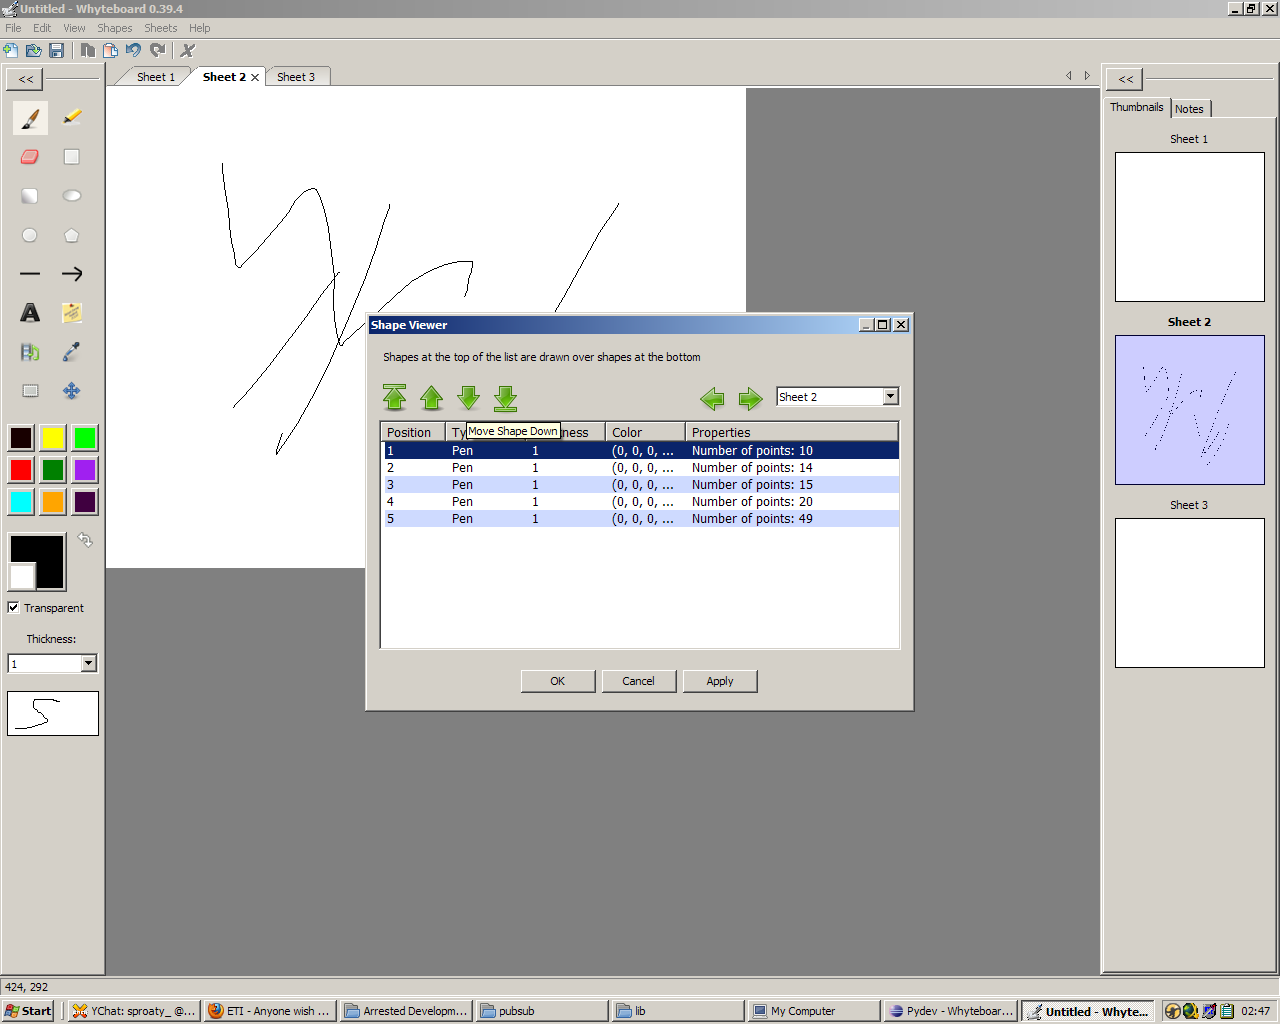 Untitled - Whyteboard 0.39.4
File Edit View Shapes Sheets Help
<< Sheet 1 Sheet 2 Sheet 3 <<
Thumbnails Notes
Sheet 1
Sheet 2
Sheet 3
Transparent
Thickness:
1
Shape Viewer
Shapes at the top of the list are drawn over shapes at the bottom
Sheet 2
Move Shape Down
Position Color Properties
1 Pen 1 (0, 0, 0, ... Number of points: 10
2 Pen 1 (0, 0, 0, ... Number of points: 14
3 Pen 1 (0, 0, 0, ... Number of points: 15
4 Pen 1 (0, 0, 0, ... Number of points: 20
5 Pen 1 (0, 0, 0, ... Number of points: 49
OK Cancel Apply
424, 292
Start YChat: sproaty_ @... ETI - Anyone wish ... Arrested Developm... pubsub lib My Computer Pydev - Whyteboar... Untitled - Whyte... 02:47